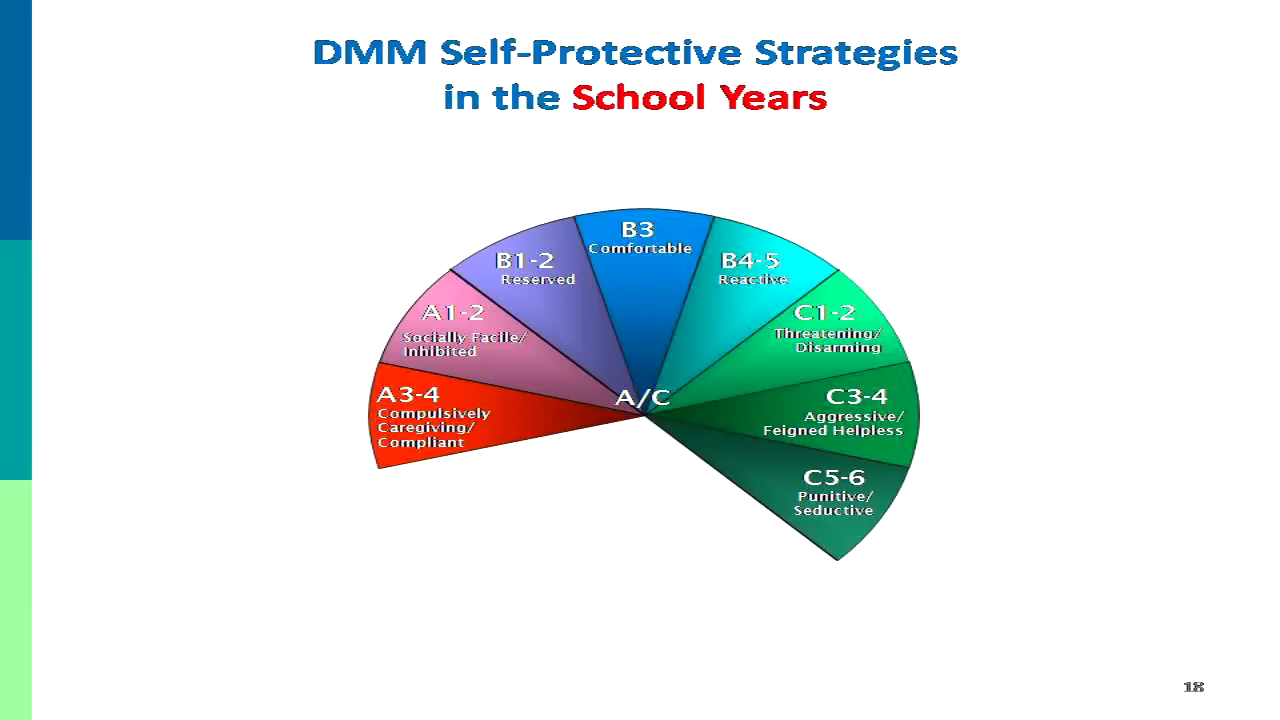 DMM Self-Protective Strategies
in the School Years
B3
Comfortable
B1-2
Reserved
B4-5
Reactive
A1-2
Socially Facile/
Inhibited
C1-2
Threatening/
Disarming
A3-4
Compulsively
Caregiving/
Compliant
A/C
C3-4
Aggressive/
Feigned Helpless
C5-6
Punitive/
Seductive
18